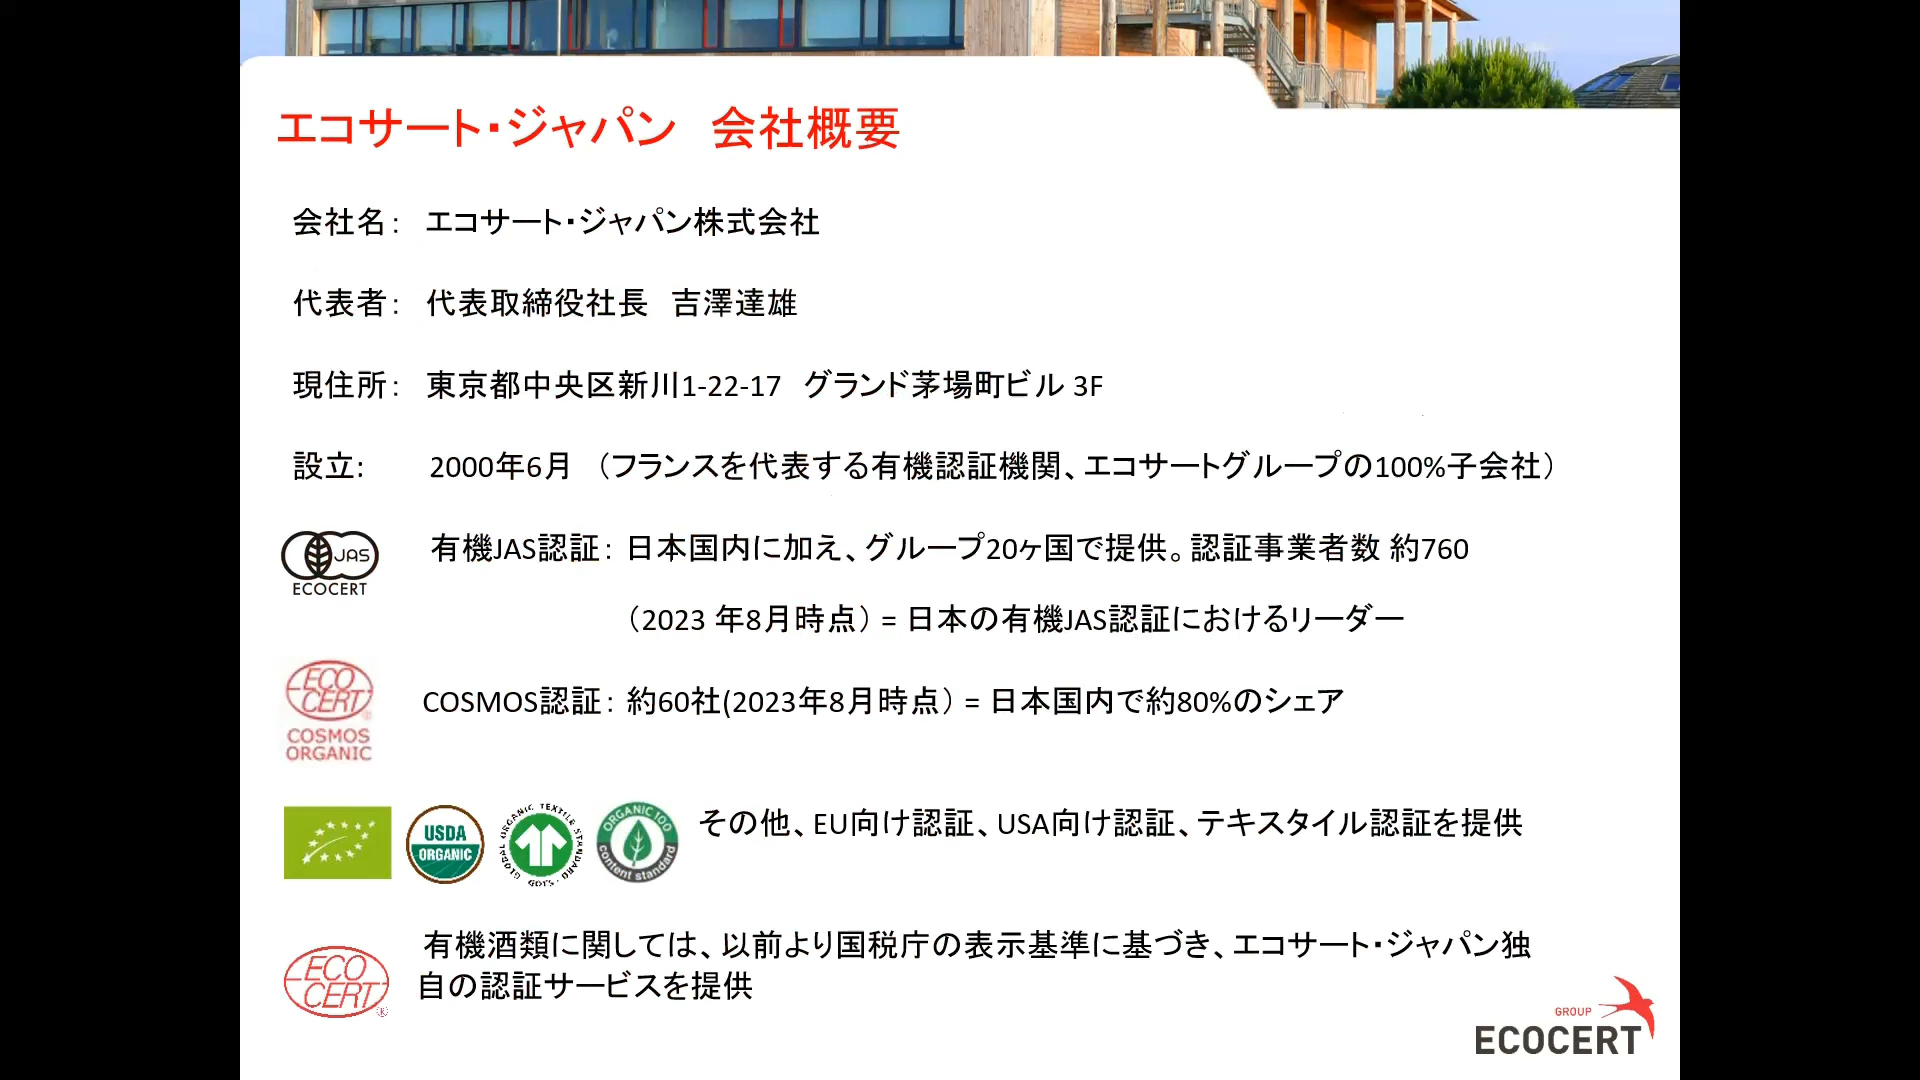 エコサート・ジャパン　会社概要
会社名：　エコサート・ジャパン株式会社
代表者：　代表取締役社長　吉澤達雄
現住所：　東京都中央区新川1-22-17　グランド茅場町ビル 3F
設立:　2000年6月　（フランスを代表する有機認証機関、エコサートグループの100%子会社）
JAS
ECOCERT
有機JAS認証： 日本国内に加え、グループ20ヶ国で提供。認証事業者数 約760
（2023 年8月時点） = 日本の有機JAS認証におけるリーダー
ECO
CERT
COSMOS
ORGANIC
COSMOS認証： 約60社(2023年8月時点） = 日本国内で約80%のシェア
USDA
ORGANIC
GLOBAL ORGANIC TEXTILE STANDARD · GOTS ·
ORGANIC 100
content standard
その他、EU向け認証、USA向け認証、テキスタイル認証を提供
有機酒類に関しては、以前より国税庁の表示基準に基づき、エコサート・ジャパン独
自の認証サービスを提供
ECO
CERT
®
GROUP
ECOCERT